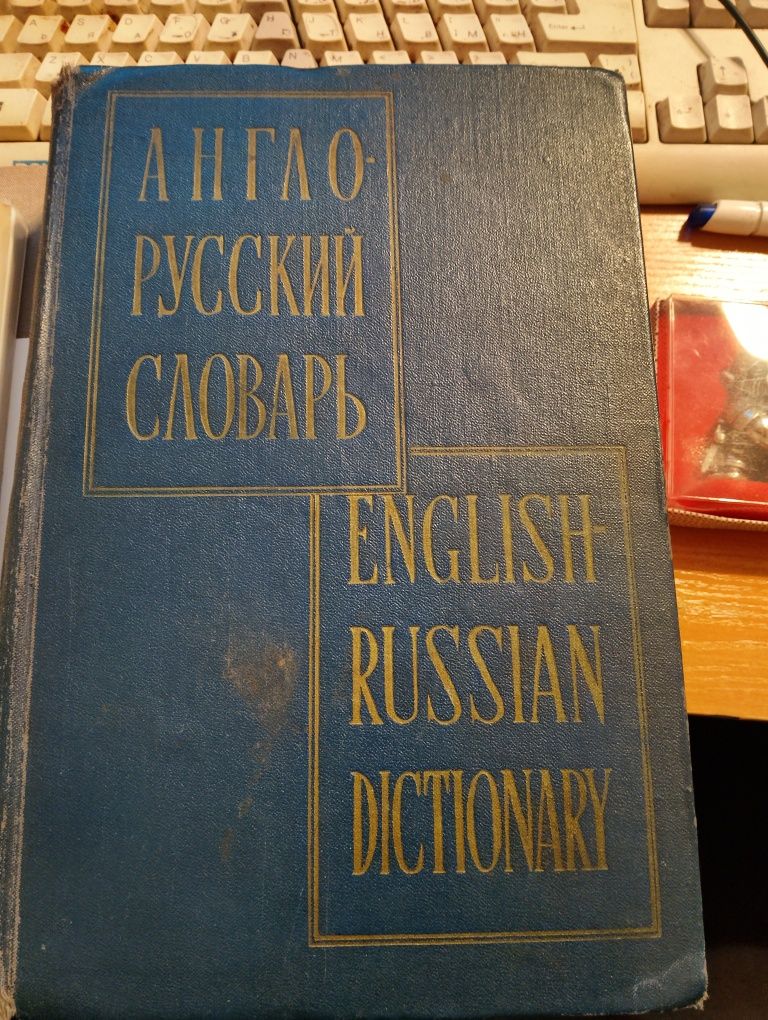 АНГЛО-
РУССКИЙ
СЛОВАРЬ
ENGLISH-
RUSSIAN
DICTIONARY